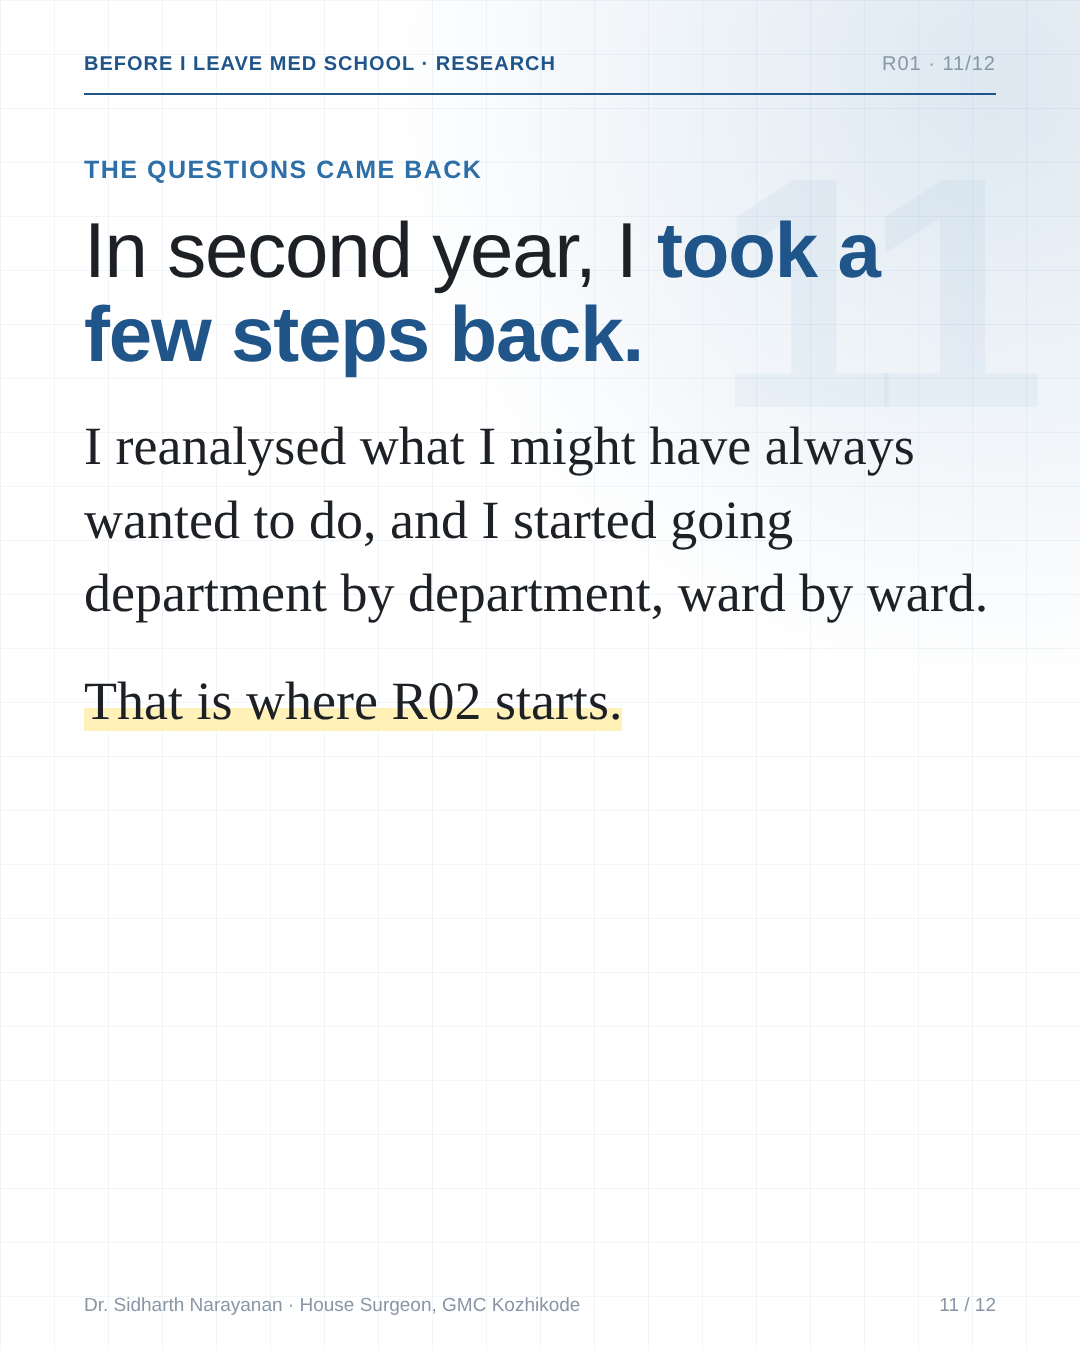 BEFORE I LEAVE MED SCHOOL · RESEARCH
R01 · 11/12
THE QUESTIONS CAME BACK
11
In second year, I took a
few steps back.
I reanalysed what I might have always
wanted to do, and I started going
department by department, ward by ward.
That is where R02 starts.
Dr. Sidharth Narayanan · House Surgeon, GMC Kozhikode
11 / 12